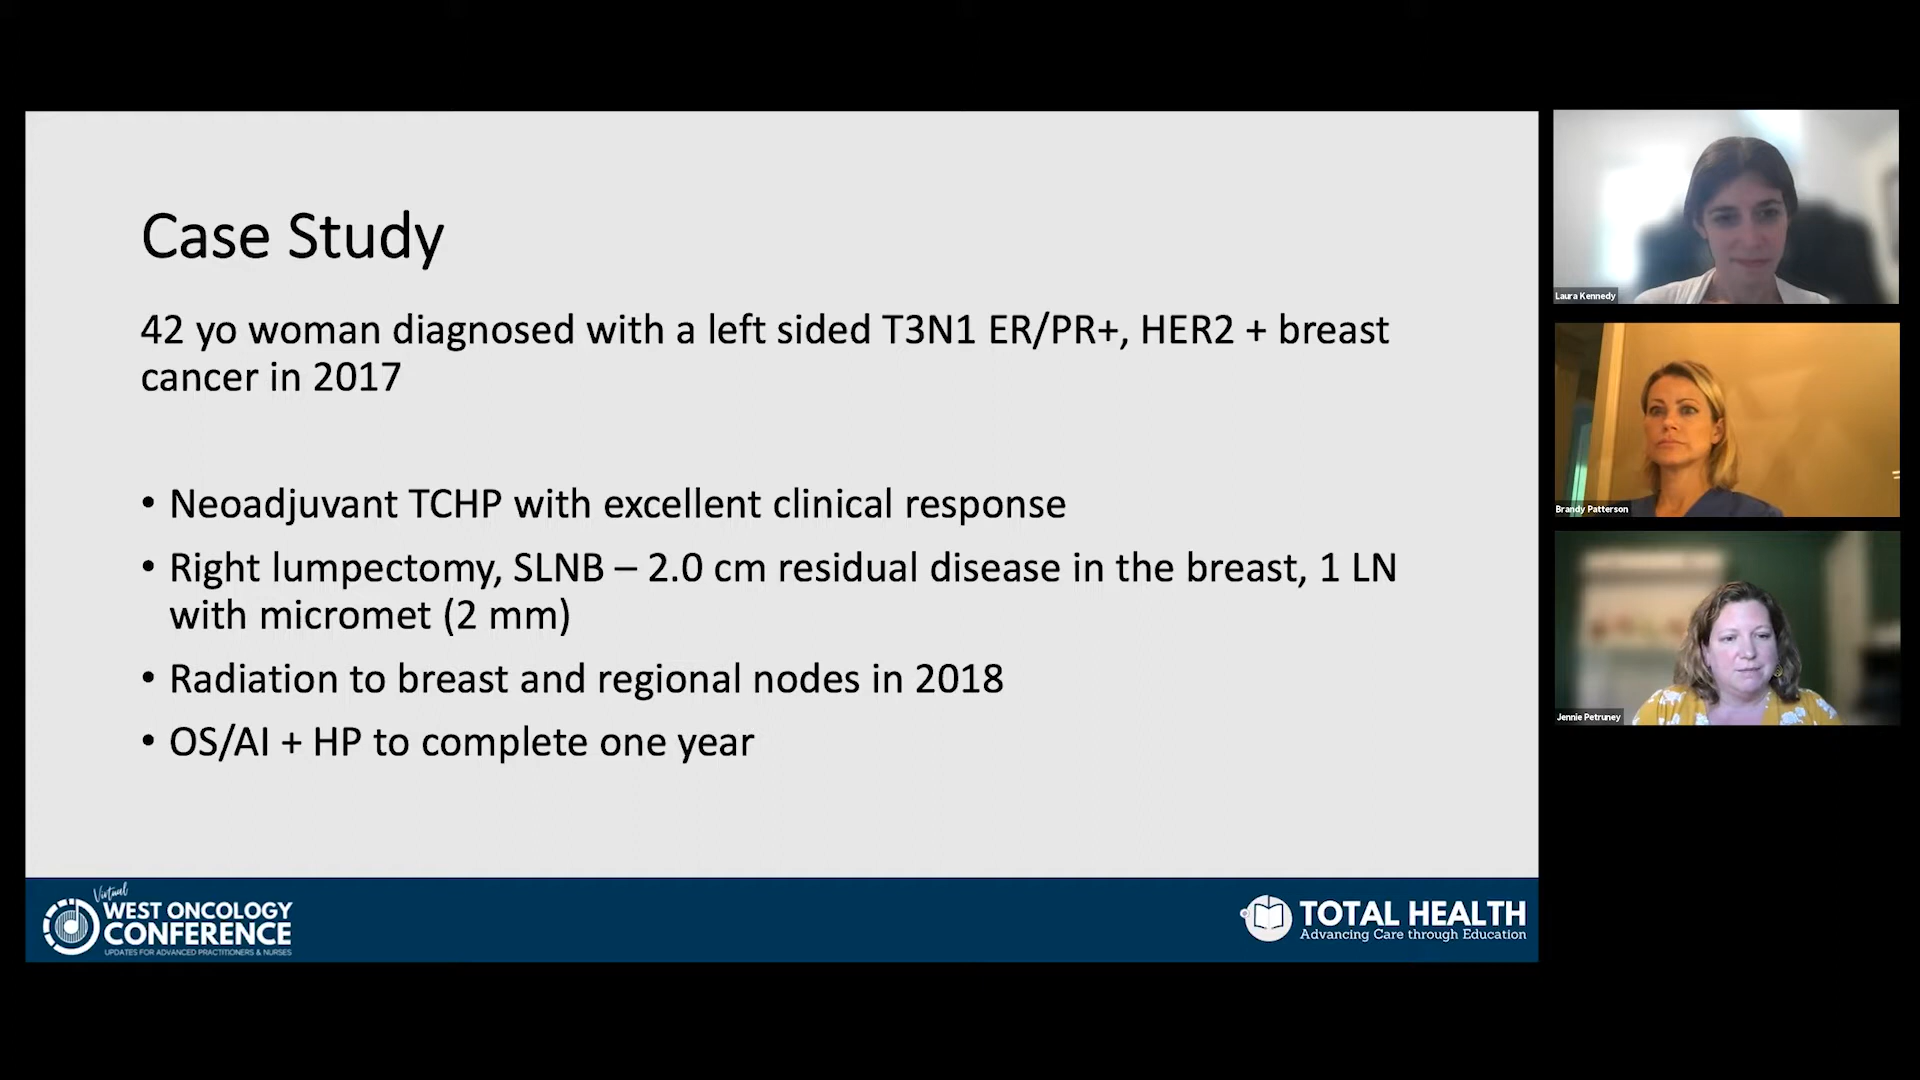 Case Study
42 yo woman diagnosed with a left sided T3N1 ER/PR+, HER2 + breast
cancer in 2017
• Neoadjuvant TCHP with excellent clinical response
• Right lumpectomy, SLNB – 2.0 cm residual disease in the breast, 1 LN
with micromet (2 mm)
• Radiation to breast and regional nodes in 2018
• OS/AI + HP to complete one year
Virtual
WEST ONCOLOGY
CONFERENCE
UPDATES FOR ADVANCED PRACTITIONERS & NURSES
TOTAL HEALTH
Advancing Care through Education
Laura Kennedy
Brandy Patterson
Jennie Petruney